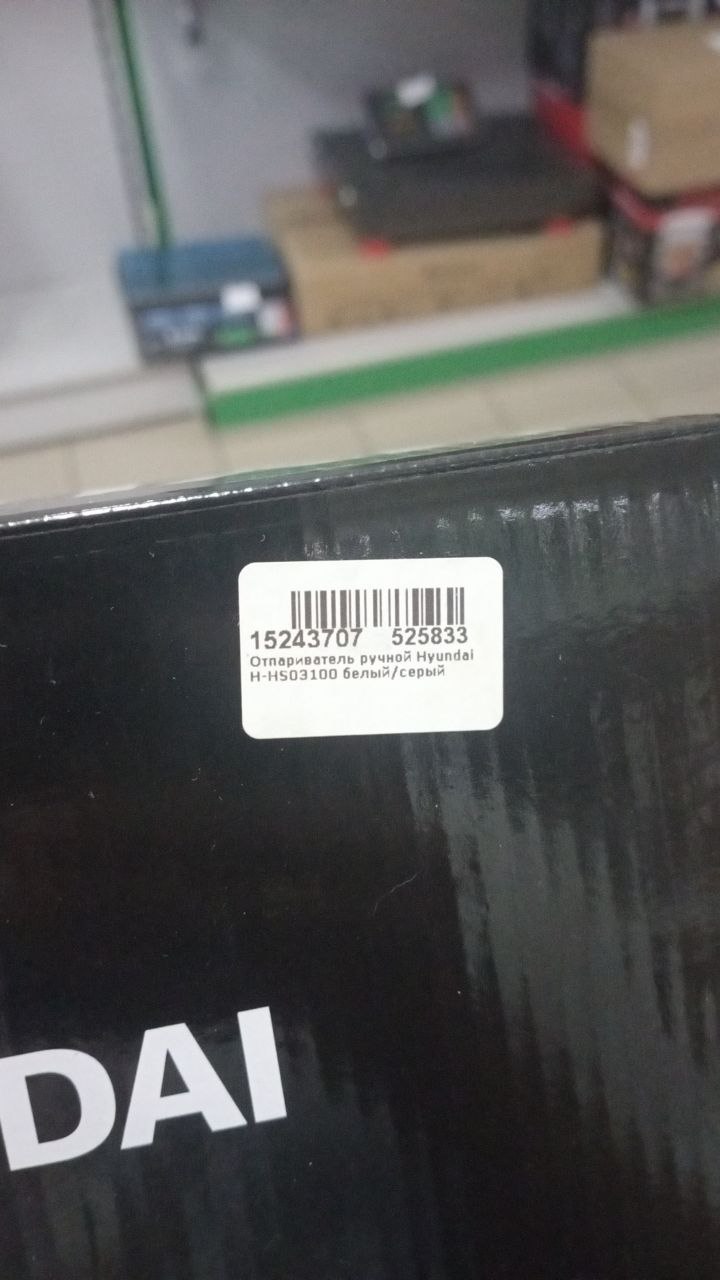 15243707 525833
Отпариватель ручной Hyundai
H-HS03100 белый/серый
DAI